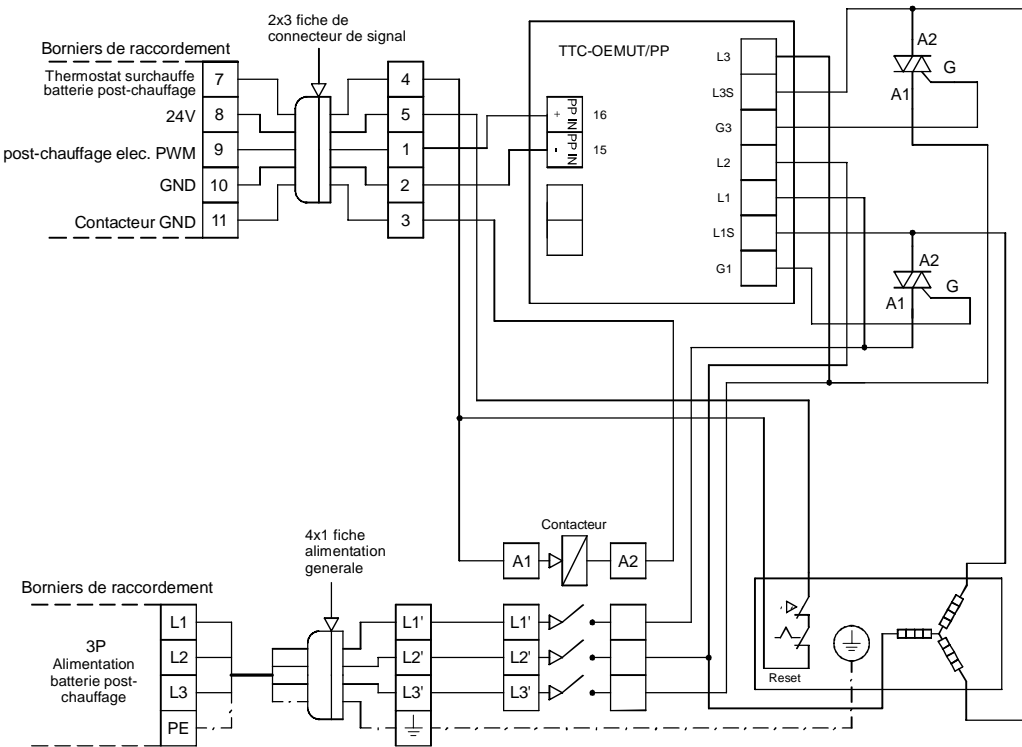 2x3 fiche de
connecteur de signal
Borniers de raccordement
Thermostat surchauffe
batterie post-chauffage
7
24V
8
post-chauffage elec. PWM
9
GND
10
Contacteur GND
11
4
5
1
2
3
TTC-OEMUT/PP
+
PP IN
16
-
PP IN
15
L3
L3S
G3
L2
L1
L1S
G1
A2
G
A1
A2
G
A1
Contacteur
A1
A2
4x1 fiche
alimentation
generale
Borniers de raccordement
3P
Alimentation
batterie post-
chauffage
L1
L2
L3
PE
L1'
L2'
L3'
L1'
L2'
L3'
Reset